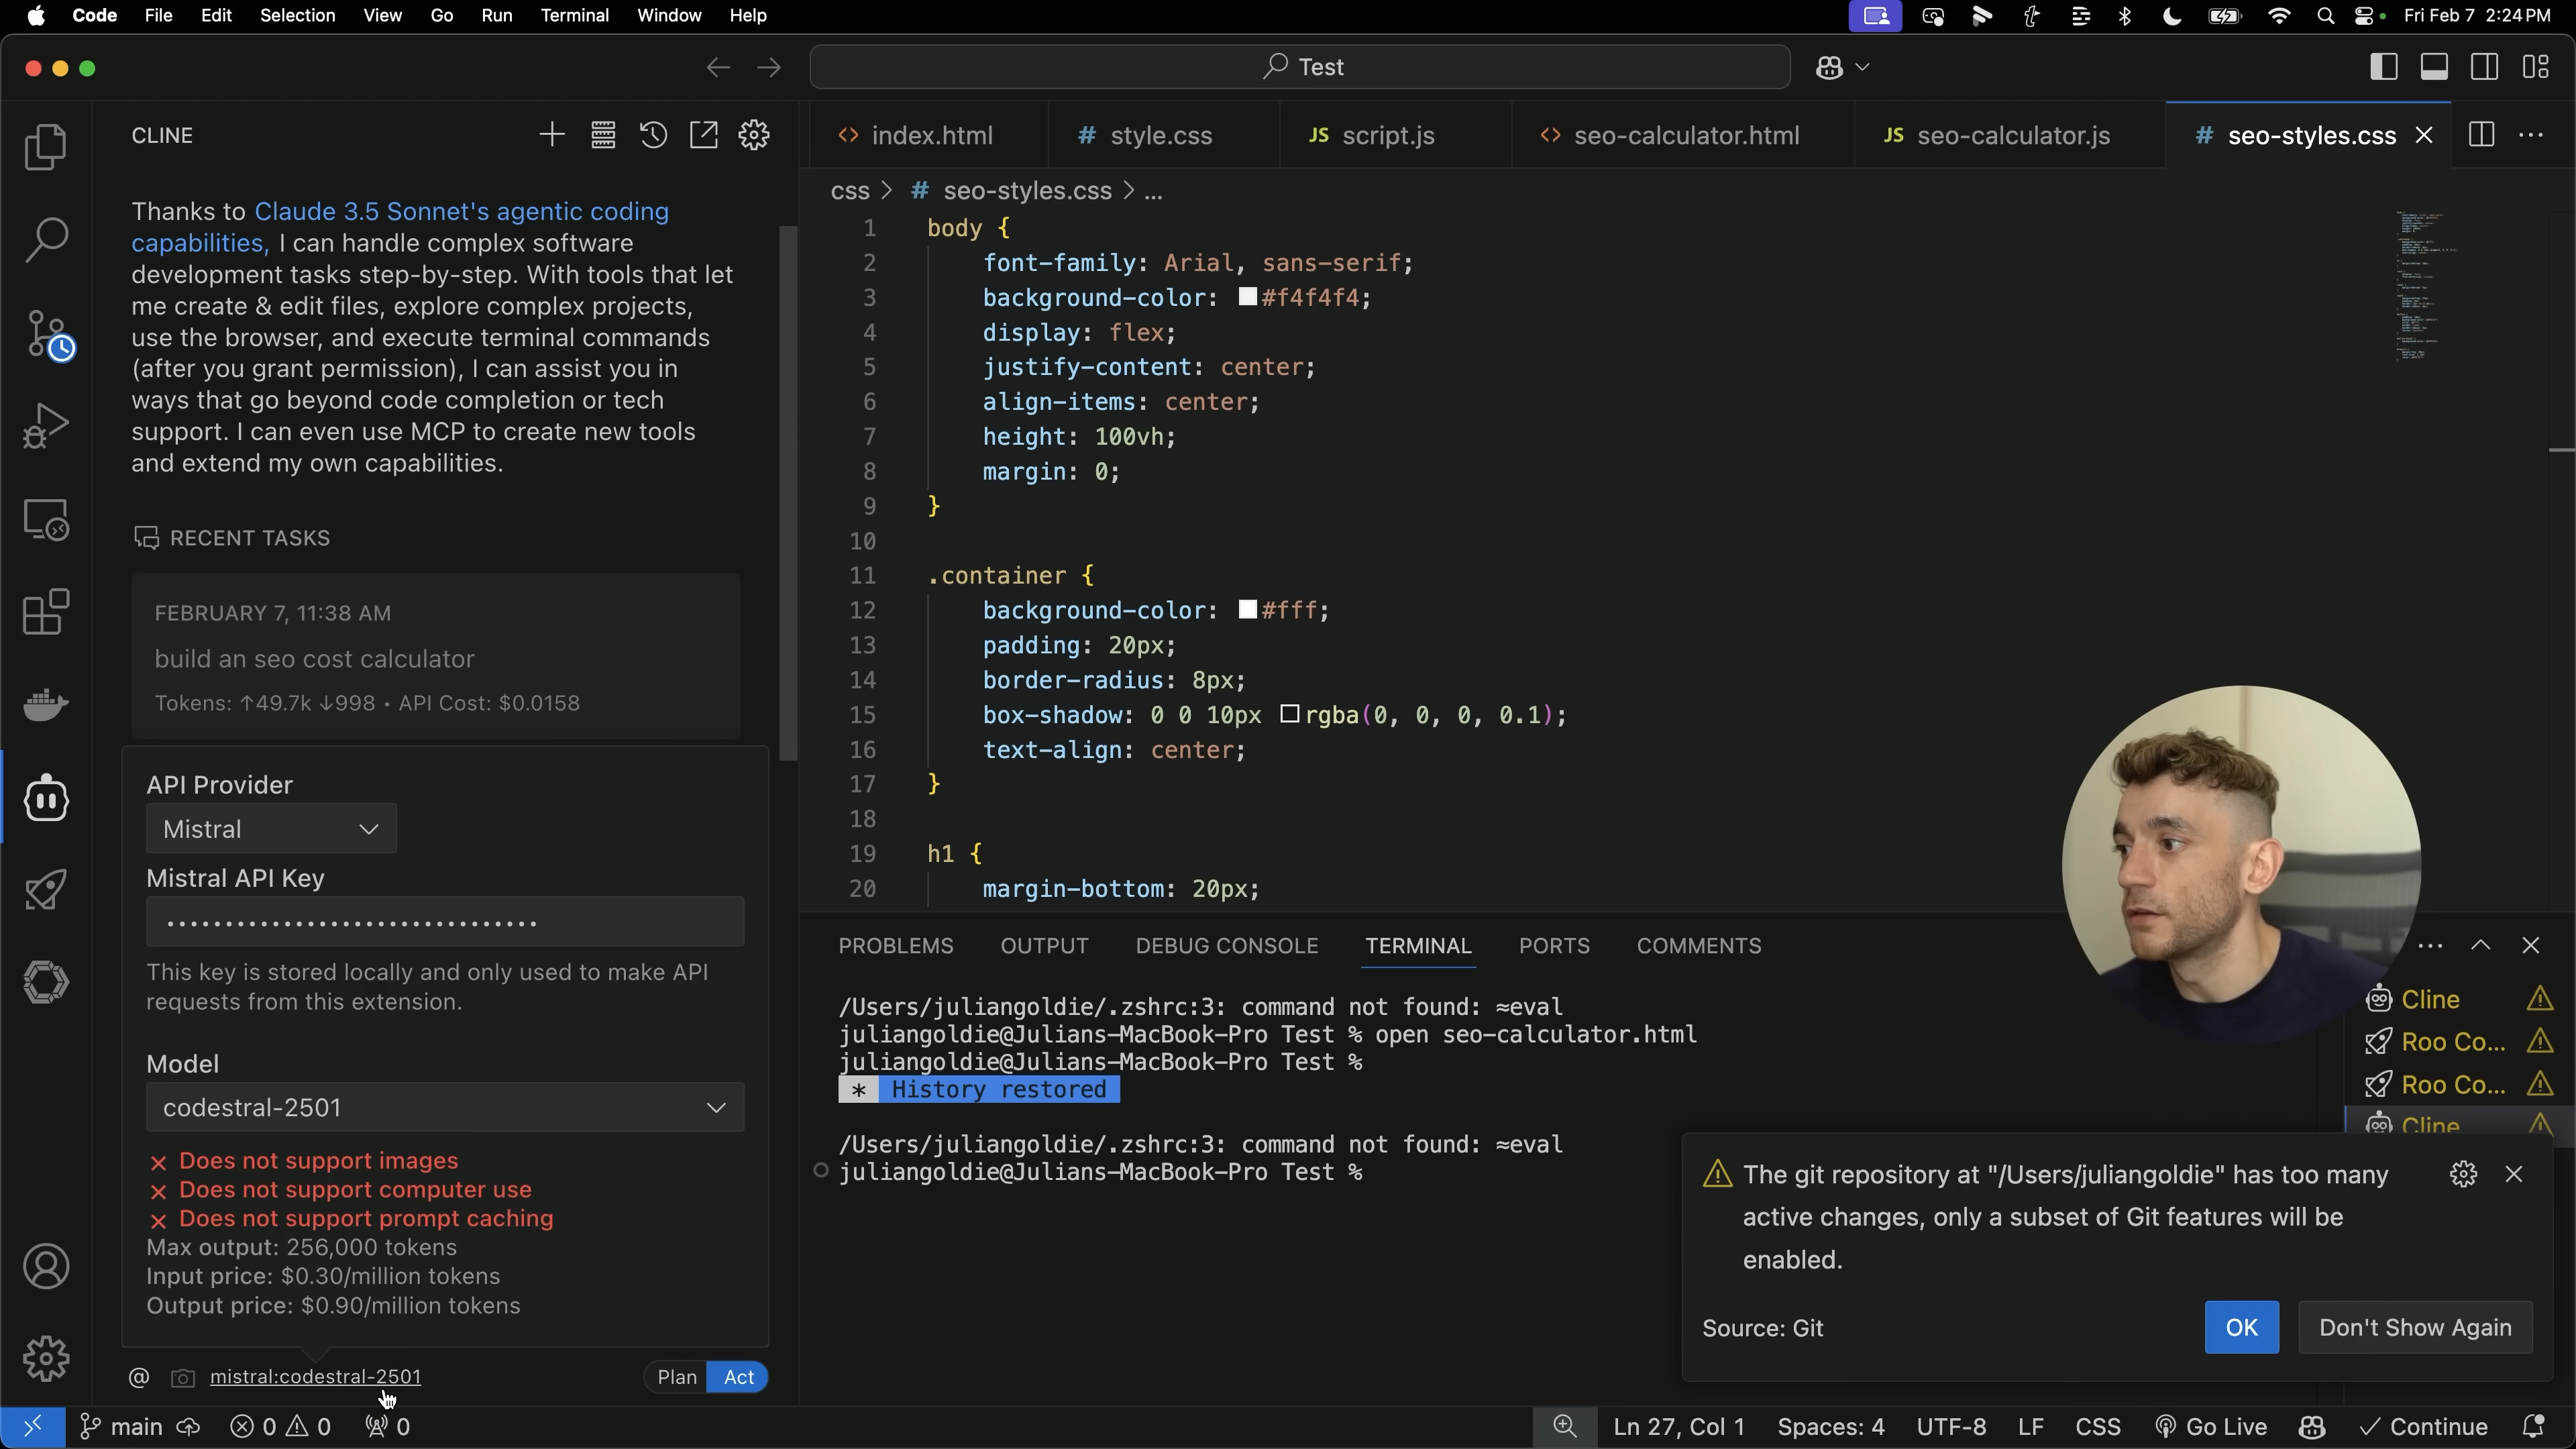 Code File Edit Selection View Go Run Terminal Window Help
Fri Feb 7 2:24 PM
Test
CLINE
Thanks to Claude 3.5 Sonnet's agentic coding
capabilities, I can handle complex software
development tasks step-by-step. With tools that let
me create & edit files, explore complex projects,
use the browser, and execute terminal commands
(after you grant permission), I can assist you in
ways that go beyond code completion or tech
support. I can even use MCP to create new tools
and extend my own capabilities.
RECENT TASKS
FEBRUARY 7, 11:38 AM
build an seo cost calculator
Tokens: ↑49.7k ↓998 • API Cost: $0.0158
API Provider
Mistral
Mistral API Key
••••••••••••••••••••••••••••••••
This key is stored locally and only used to make API
requests from this extension.
Model
codestral-2501
Does not support images
Does not support computer use
Does not support prompt caching
Max output: 256,000 tokens
Input price: $0.30/million tokens
Output price: $0.90/million tokens
@ mistral:codestral-2501
Plan Act
<> index.html # style.css JS script.js <> seo-calculator.html JS seo-calculator.js # seo-styles.css
css > # seo-styles.css > ...
1 body {
2 font-family: Arial, sans-serif;
3 background-color: #f4f4f4;
4 display: flex;
5 justify-content: center;
6 align-items: center;
7 height: 100vh;
8 margin: 0;
9 }
10
11 .container {
12 background-color: #fff;
13 padding: 20px;
14 border-radius: 8px;
15 box-shadow: 0 0 10px rgba(0, 0, 0, 0.1);
16 text-align: center;
17 }
18
19 h1 {
20 margin-bottom: 20px;
PROBLEMS OUTPUT DEBUG CONSOLE TERMINAL PORTS COMMENTS
/Users/juliangoldie/.zshrc:3: command not found: ≈eval
juliangoldie@Julians-MacBook-Pro Test % open seo-calculator.html
juliangoldie@Julians-MacBook-Pro Test %
* History restored
/Users/juliangoldie/.zshrc:3: command not found: ≈eval
juliangoldie@Julians-MacBook-Pro Test %
Cline
Roo Co...
Roo Co...
Cline
The git repository at "/Users/juliangoldie" has too many
active changes, only a subset of Git features will be
enabled.
Source: Git
OK
Don't Show Again
main 0 0 0
Ln 27, Col 1 Spaces: 4 UTF-8 LF CSS Go Live Continue